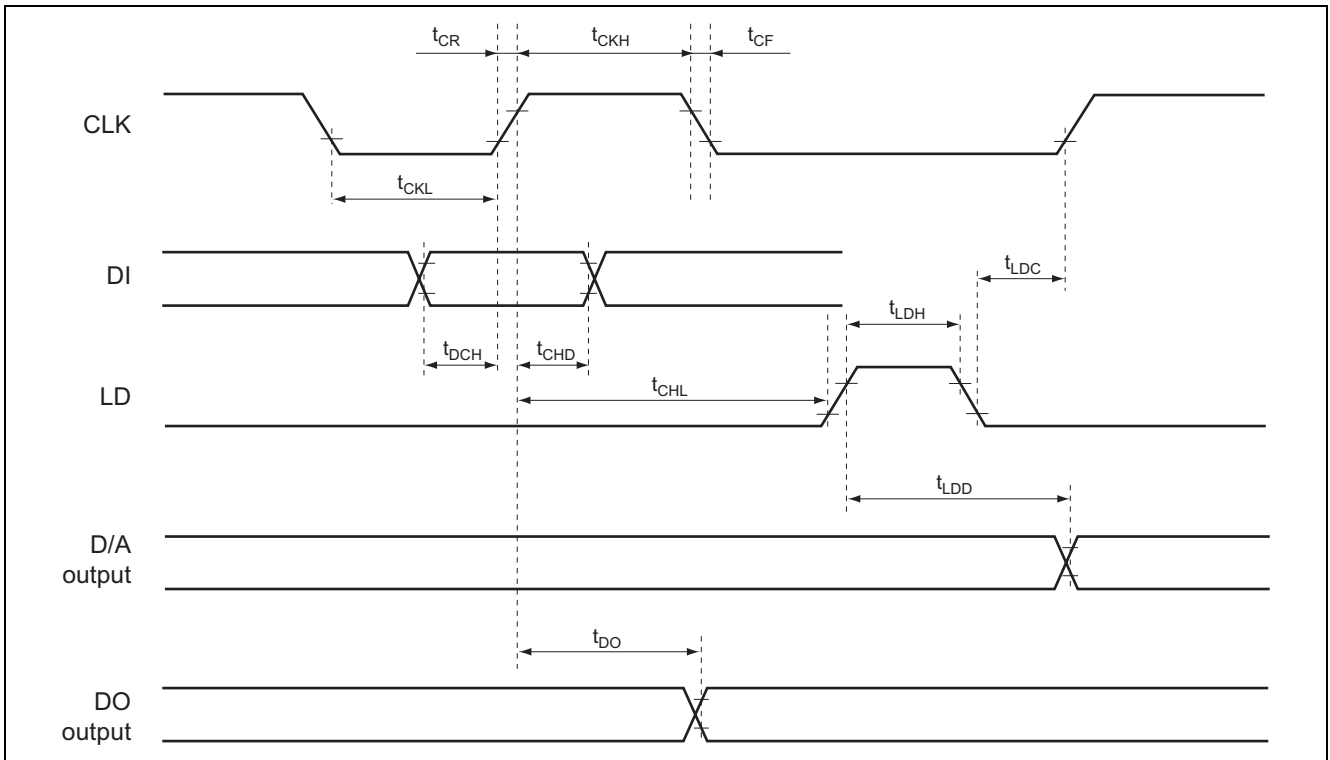 tCR
tCKH
tCF
CLK
tCKL
DI
tLDC
tLDH
tDCH
tCHD
tCHL
LD
tLDD
D/A
output
tDO
DO
output